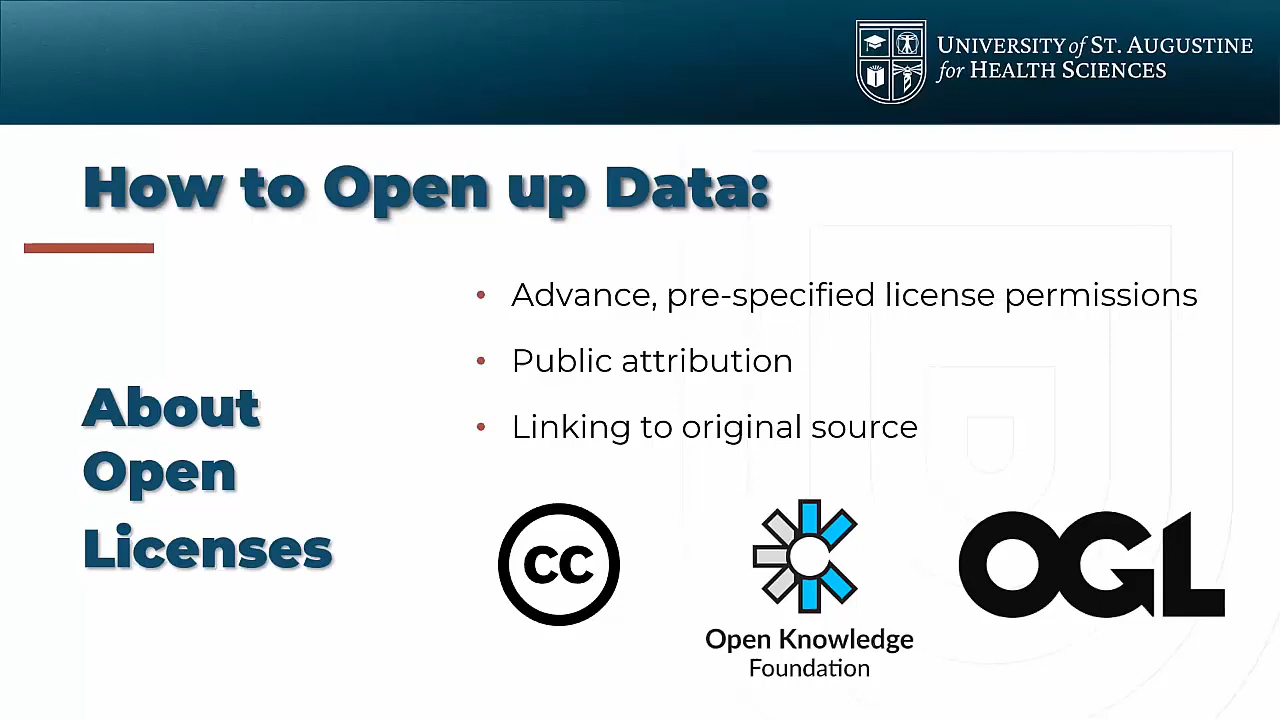 UNIVERSITY of ST. AUGUSTINE
for HEALTH SCIENCES
How to Open up Data:
• Advance, pre-specified license permissions
• Public attribution
• Linking to original source
About
Open
Licenses
CC
Open Knowledge
Foundation
OGL